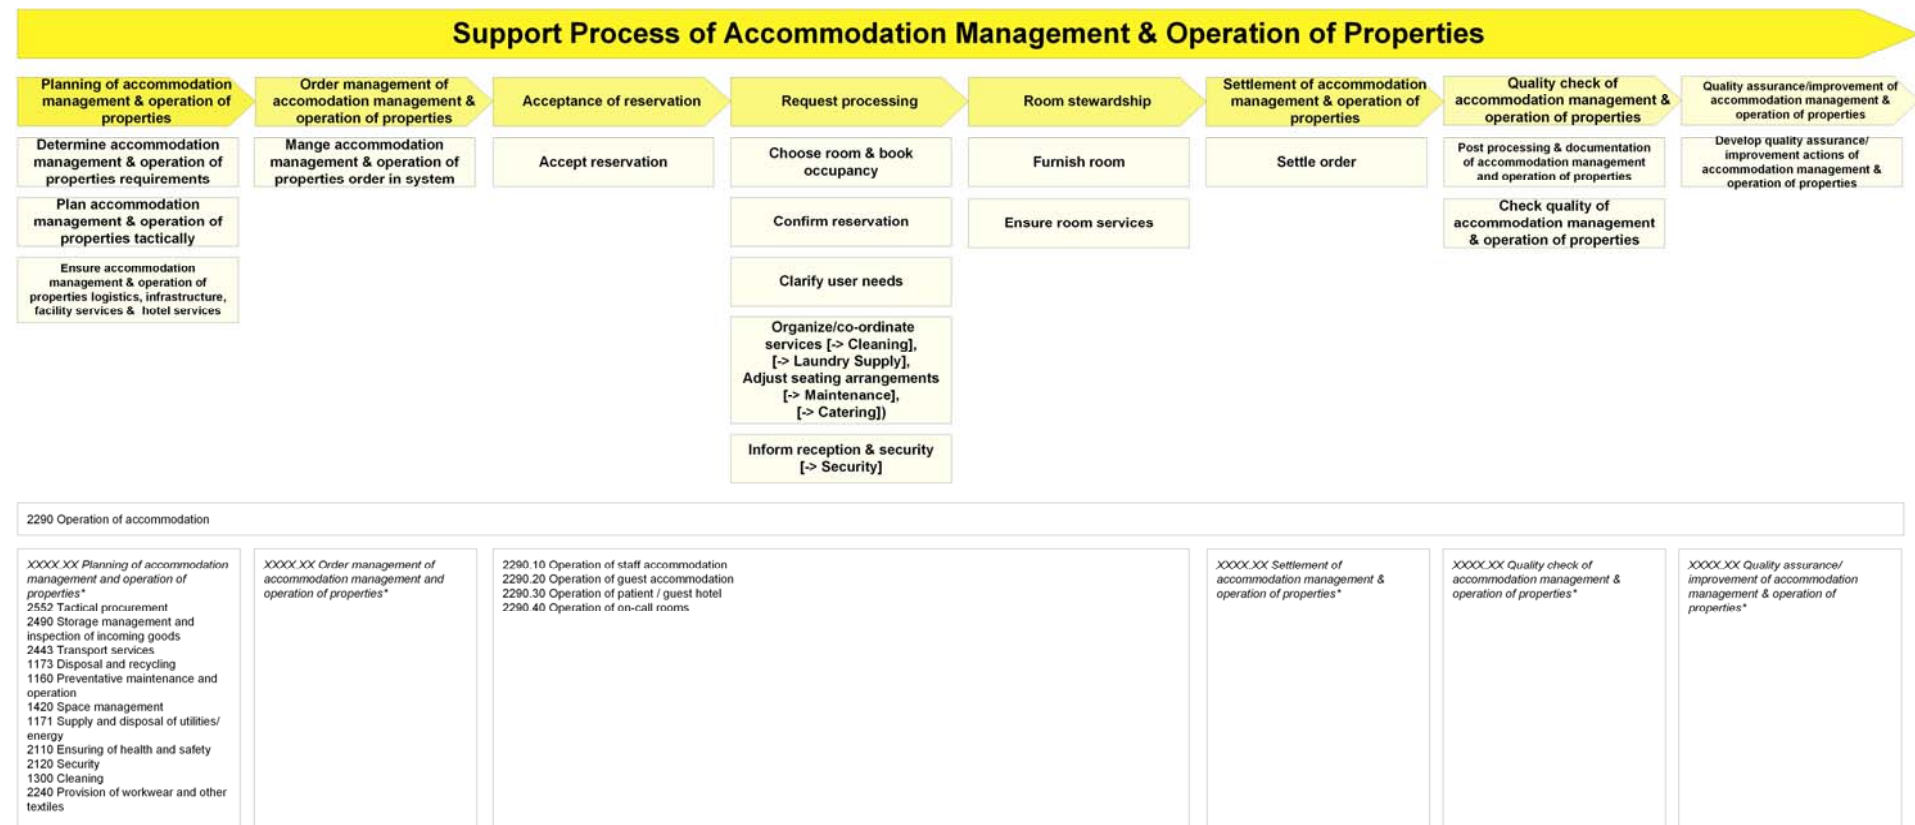 Support Process of Accommodation Management & Operation of Properties
Planning of accommodation
management & operation of
properties
Order management of
accomodation management &
operation of properties
Acceptance of reservation
Request processing
Room stewardship
Settlement of accommodation
management & operation of
properties
Quality check of
accommodation management &
operation of properties
Quality assurance/improvement of
accommodation management &
operation of properties
Determine accommodation
management & operation of
properties requirements
Plan accommodation
management & operation of
properties tactically
Ensure accommodation
management & operation of
properties logistics, infrastructure,
facility services & hotel services
Mange accommodation
management & operation of
properties order in system
Accept reservation
Choose room & book
occupancy
Confirm reservation
Clarify user needs
Organize/co-ordinate
services [-> Cleaning],
[-> Laundry Supply],
Adjust seating arrangements
[-> Maintenance],
[-> Catering])
Inform reception & security
[-> Security]
Furnish room
Ensure room services
Settle order
Post processing & documentation
of accommodation management
and operation of properties
Check quality of
accommodation management
& operation of properties
Develop quality assurance/
improvement actions of
accommodation management &
operation of properties
2290 Operation of accommodation
XXXX.XX Planning of accommodation
management and operation of
properties*
2552 Tactical procurement
2490 Storage management and
inspection of incoming goods
2443 Transport services
1173 Disposal and recycling
1160 Preventative maintenance and
operation
1420 Space management
1171 Supply and disposal of utilities/
energy
2110 Ensuring of health and safety
2120 Security
1300 Cleaning
2240 Provision of workwear and other
textiles
XXXX.XX Order management of
accommodation management and
operation of properties*
2290.10 Operation of staff accommodation
2290.20 Operation of guest accommodation
2290.30 Operation of patient / guest hotel
2290.40 Operation of on-call rooms
XXXX.XX Settlement of
accommodation management &
operation of properties*
XXXX.XX Quality check of
accommodation management &
operation of properties*
XXXX.XX Quality assurance/
improvement of accommodation
management & operation of
properties*